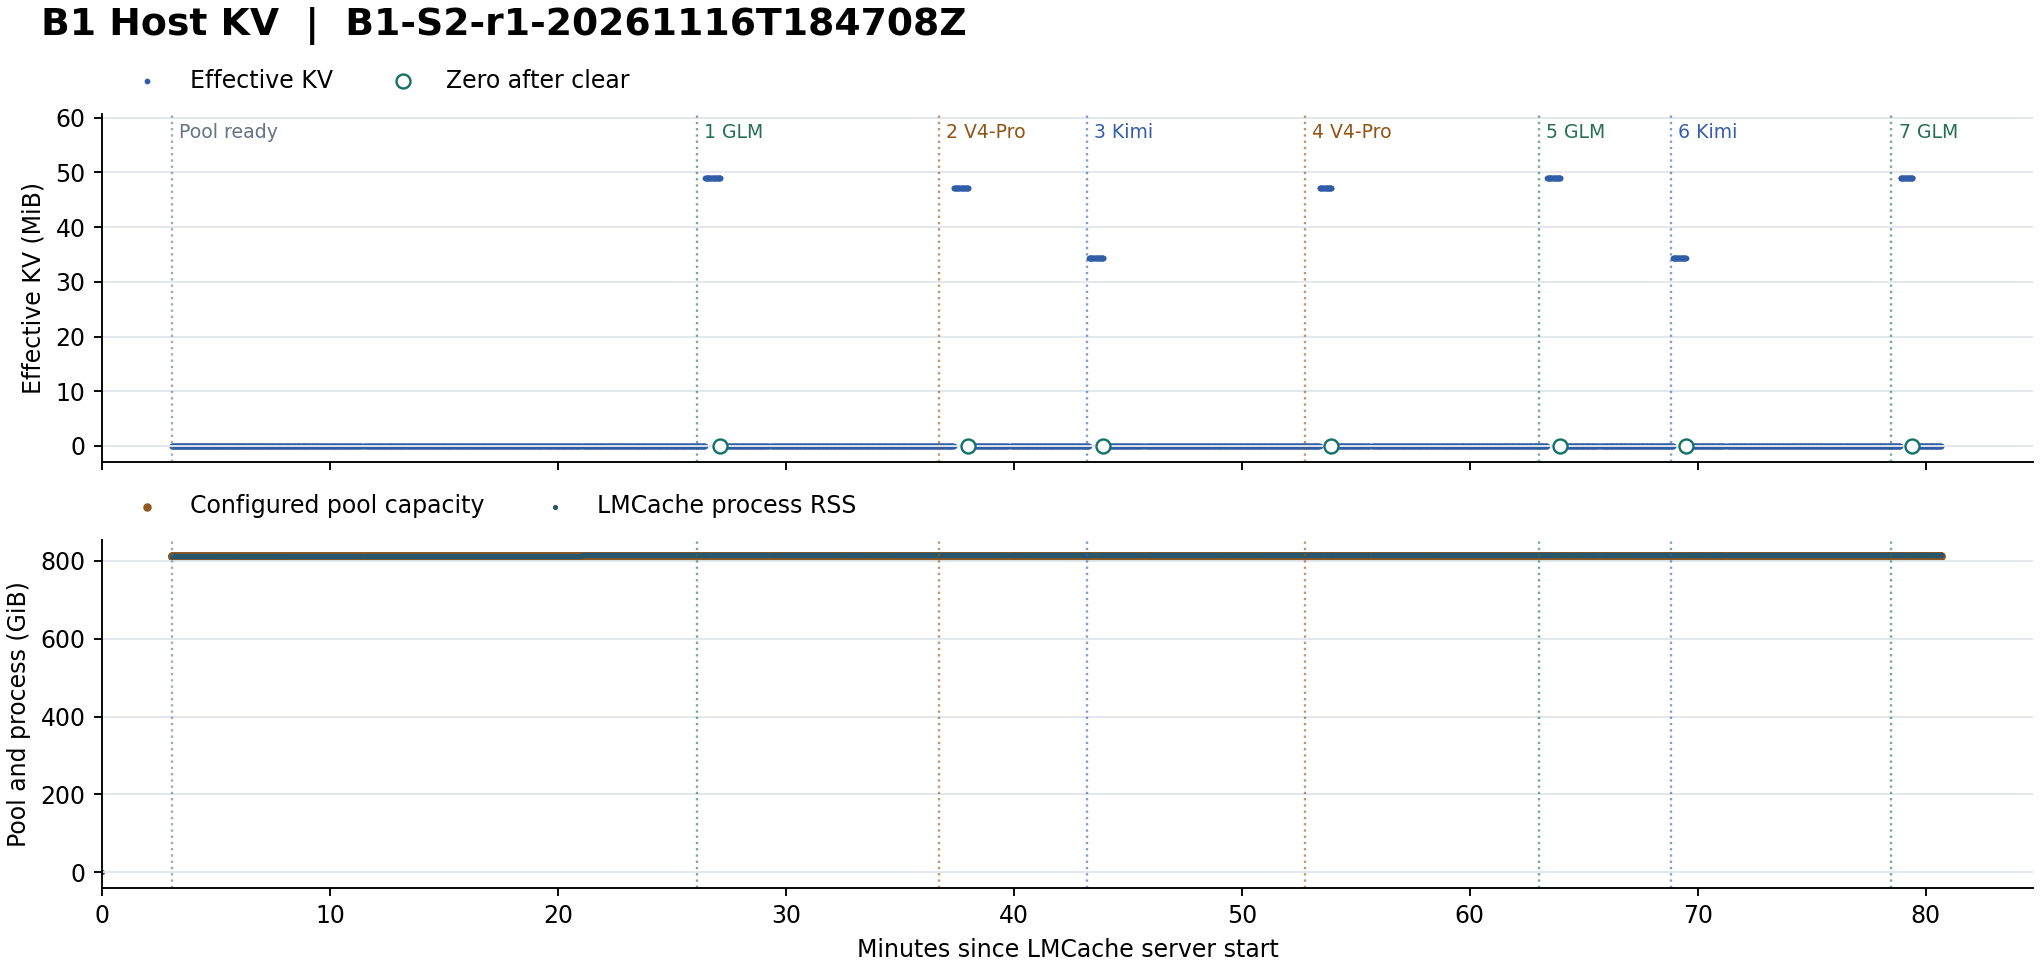 B1 Host KV | B1-S2-r1-20261116T184708Z
Effective KV
Zero after clear
Effective KV (MiB)
60
50
40
30
20
10
0
Pool ready
1 GLM
2 V4-Pro
3 Kimi
4 V4-Pro
5 GLM
6 Kimi
7 GLM
Configured pool capacity
LMCache process RSS
Pool and process (GiB)
800
600
400
200
0
0
10
20
30
40
50
60
70
80
Minutes since LMCache server start